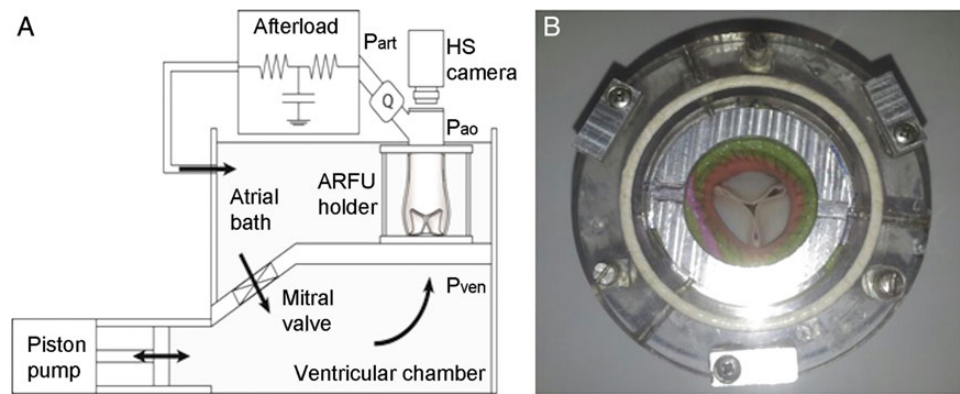 A
Afterload
Part
HS
camera
Q
Pao
ARFU
holder
Atrial
bath
Mitral
valve
Pven
Piston
pump
Ventricular chamber
B